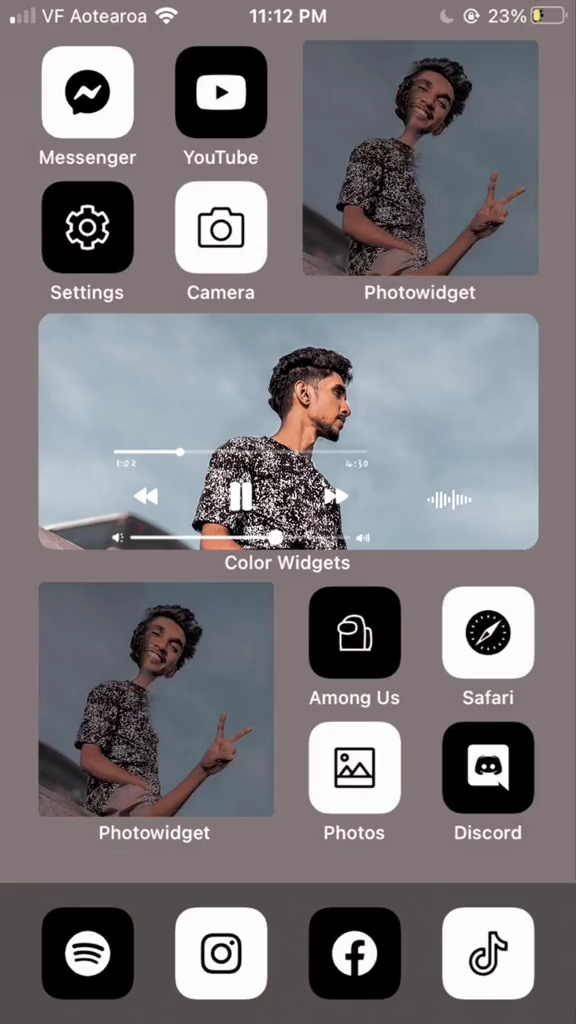 VF Aotearoa 11:12 PM 23%
Messenger YouTube
Settings Camera Photowidget
1:02 4:30
Color Widgets
Among Us Safari
Photowidget Photos Discord